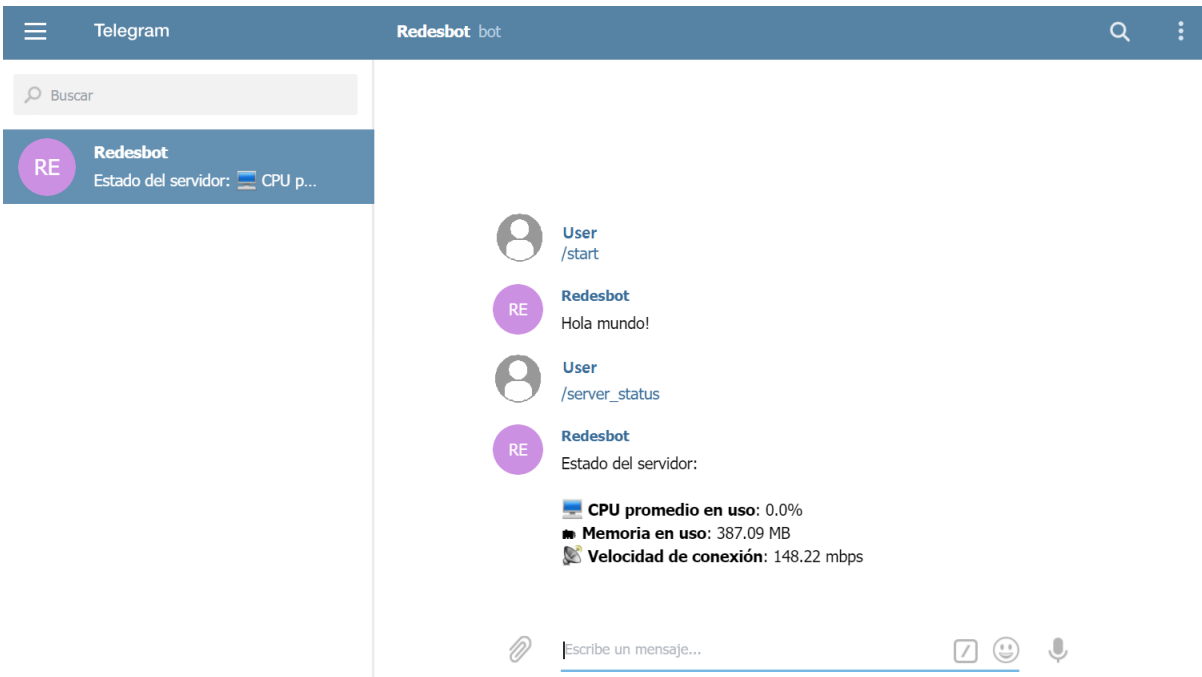 Telegram
Redesbot bot
Buscar
RE
Redesbot
Estado del servidor: 🖥️ CPU p...
User
/start
RE
Redesbot
Hola mundo!
User
/server_status
RE
Redesbot
Estado del servidor:
CPU promedio en uso: 0.0%
Memoria en uso: 387.09 MB
Velocidad de conexión: 148.22 mbps
Escribe un mensaje...